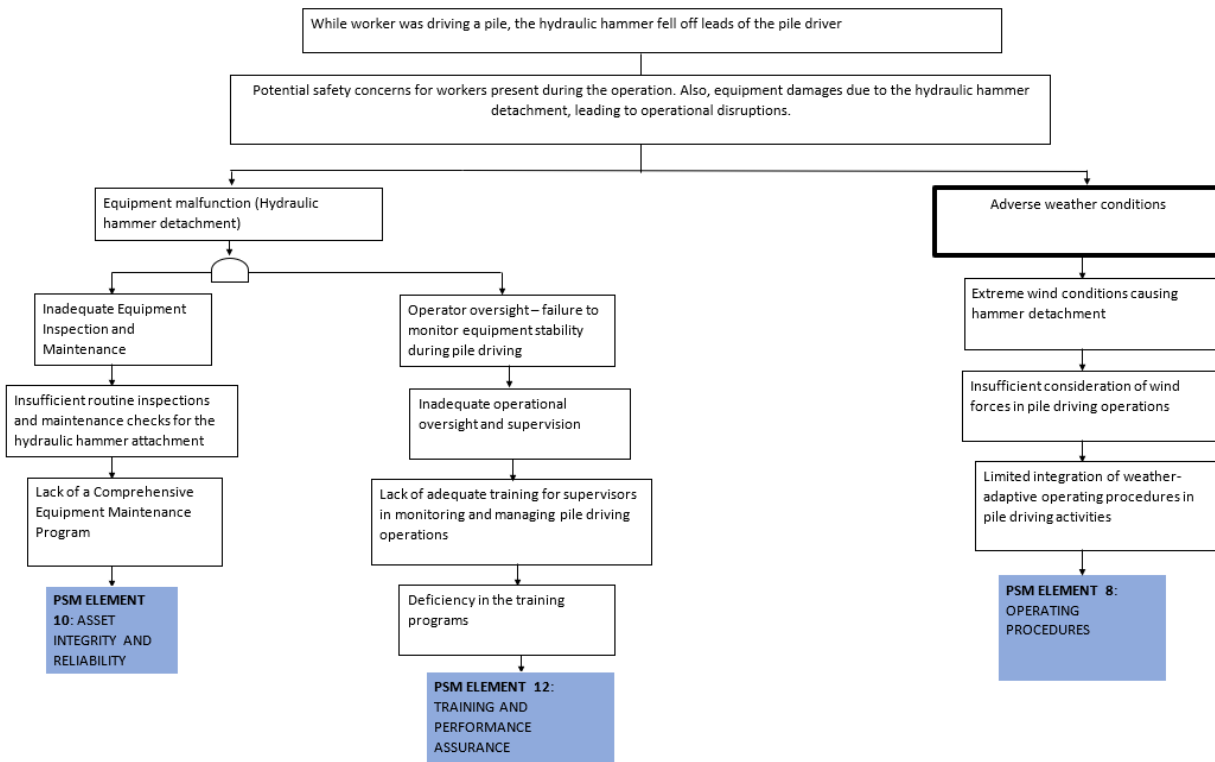 While worker was driving a pile, the hydraulic hammer fell off leads of the pile driver
Potential safety concerns for workers present during the operation. Also, equipment damages due to the hydraulic hammer
detachment, leading to operational disruptions.
Equipment malfunction (Hydraulic
hammer detachment)
Adverse weather conditions
Inadequate Equipment
Inspection and
Maintenance
Operator oversight – failure to
monitor equipment stability
during pile driving
Extreme wind conditions causing
hammer detachment
Insufficient routine inspections
and maintenance checks for the
hydraulic hammer attachment
Inadequate operational
oversight and supervision
Insufficient consideration of wind
forces in pile driving operations
Lack of a Comprehensive
Equipment Maintenance
Program
Lack of adequate training for supervisors
in monitoring and managing pile driving
operations
Limited integration of weather-
adaptive operating procedures in
pile driving activities
PSM ELEMENT
10: ASSET
INTEGRITY AND
RELIABILITY
Deficiency in the training
programs
PSM ELEMENT 8:
OPERATING
PROCEDURES
PSM ELEMENT 12:
TRAINING AND
PERFORMANCE
ASSURANCE